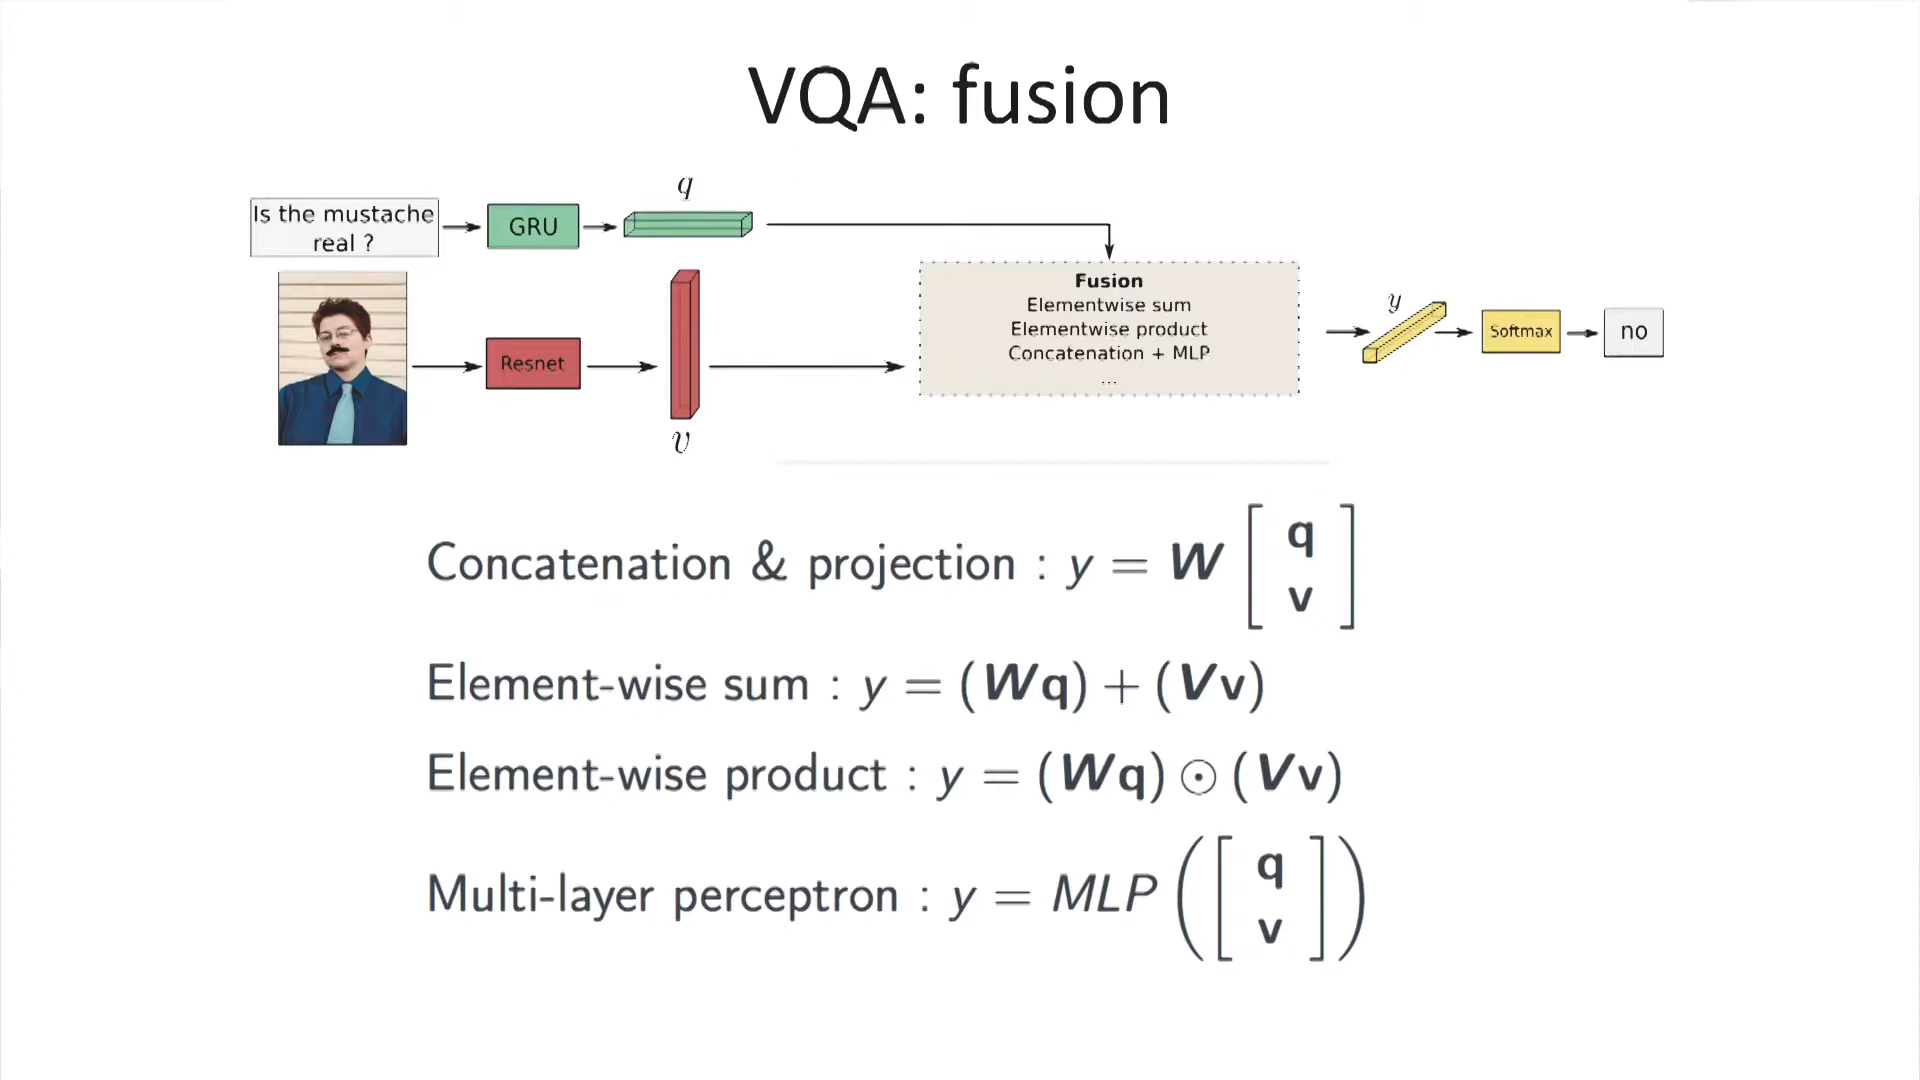 VQA: fusion
q
Is the mustache
real ?
GRU
Resnet
v
Fusion
Elementwise sum
Elementwise product
Concatenation + MLP
...
y
Softmax
no
Concatenation & projection : y = W [ q
v ]
Element-wise sum : y = (Wq) + (Vv)
Element-wise product : y = (Wq) ⊙ (Vv)
Multi-layer perceptron : y = MLP ([ q
v ])